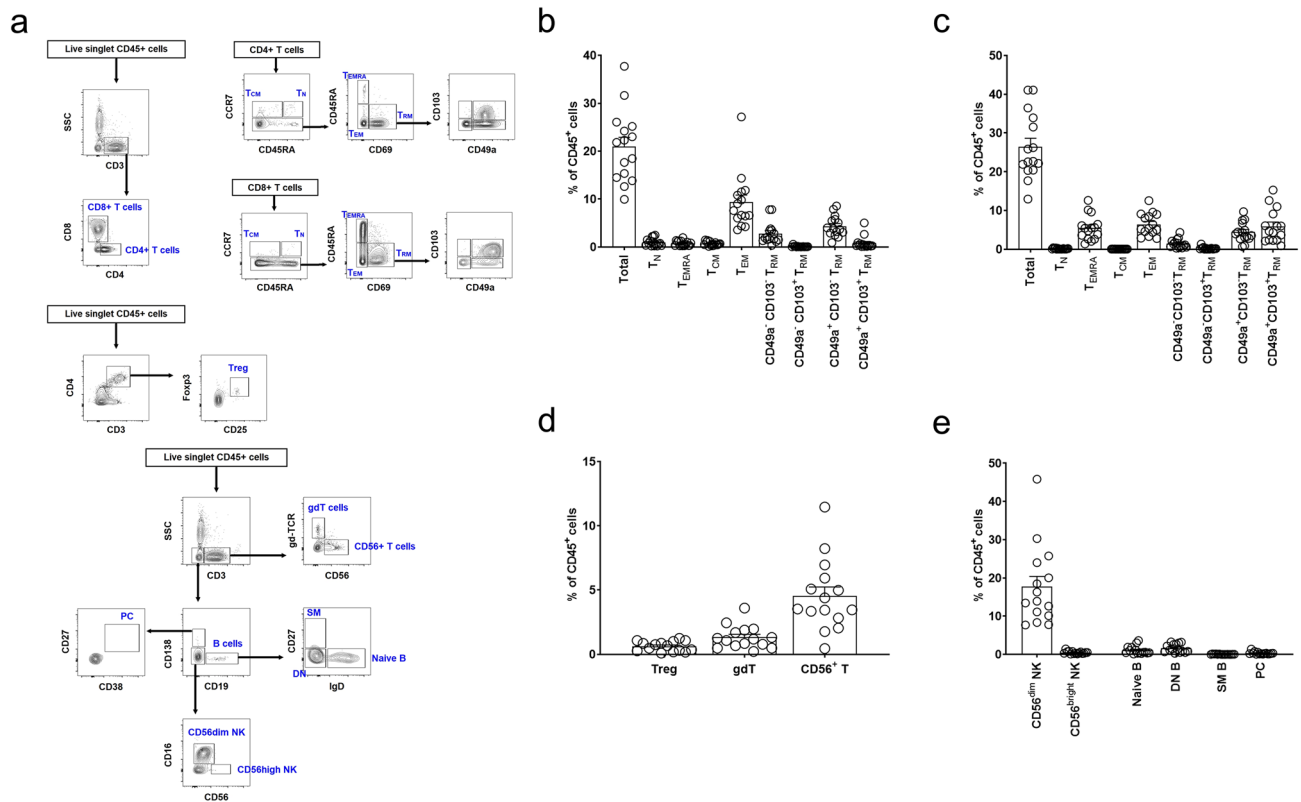 a
Live singlet CD45+ cells
SSC
CD3
CD8+ T cells
CD8
CD4+ T cells
CD4
CD4+ T cells
CCR7
TCM
TN
CD45RA
TEMRA
CD45RA
TRM
TEM
CD69
CD103
CD49a
CD8+ T cells
CCR7
TCM
TN
CD45RA
TEMRA
CD45RA
TRM
TEM
CD69
CD103
CD49a
Live singlet CD45+ cells
CD4
CD3
Treg
Foxp3
CD25
Live singlet CD45+ cells
SSC
CD3
gdT cells
gd-TCR
CD56+ T cells
CD56
PC
CD27
CD38
CD138
B cells
CD19
SM
CD27
Naive B
DN
IgD
CD56dim NK
CD16
CD56high NK
CD56
b
% of CD45+ cells
40
30
20
10
0
Total
TN
TEMRA
TCM
TEM
CD49a- CD103- TRM
CD49a- CD103+ TRM
CD49a+ CD103- TRM
CD49a+ CD103+ TRM
c
% of CD45+ cells
50
40
30
20
10
0
Total
TN
TEMRA
TCM
TEM
CD49a-CD103-TRM
CD49a-CD103+TRM
CD49a+CD103-TRM
CD49a+CD103+TRM
d
% of CD45+ cells
15
10
5
0
Treg
gdT
CD56+ T
e
% of CD45+ cells
50
40
30
20
10
0
CD56dim NK
CD56bright NK
Naive B
DN B
SM B
PC